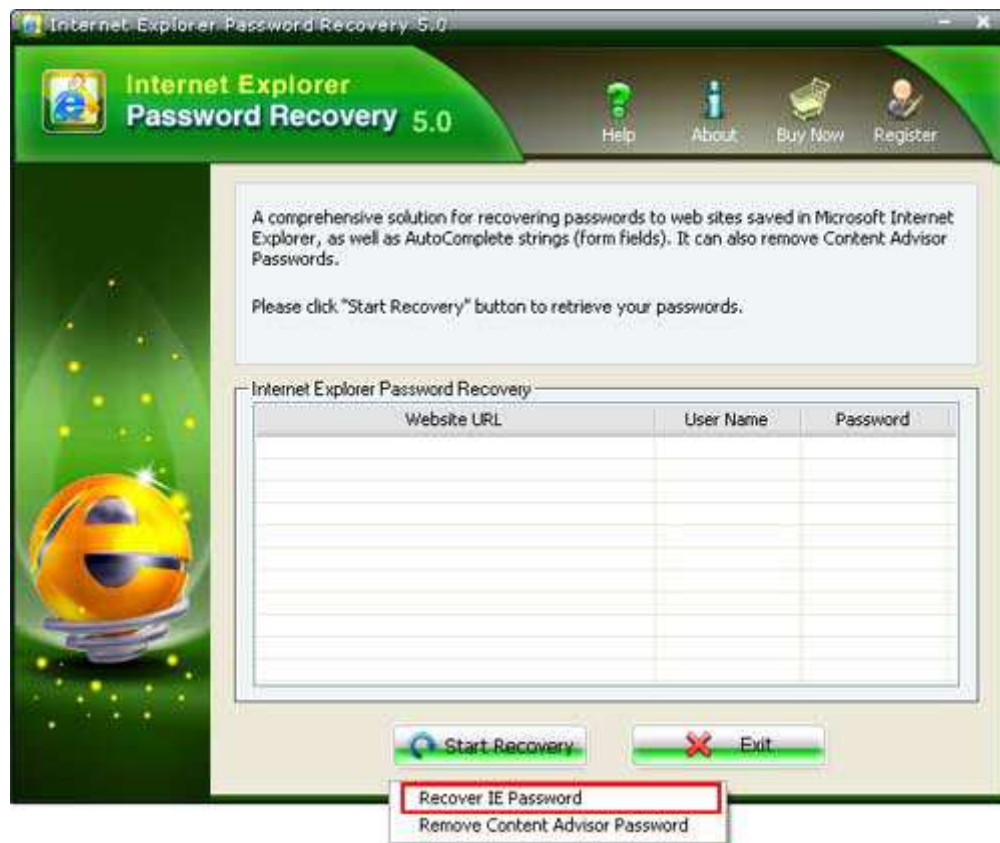 Internet Explorer Password Recovery 5.0
Internet Explorer
Password Recovery 5.0
Help
About
Buy Now
Register
A comprehensive solution for recovering passwords to web sites saved in Microsoft Internet
Explorer, as well as AutoComplete strings (form fields). It can also remove Content Advisor
Passwords.
Please click "Start Recovery" button to retrieve your passwords.
Internet Explorer Password Recovery
Website URL
User Name
Password
Start Recovery
Exit
Recover IE Password
Remove Content Advisor Password